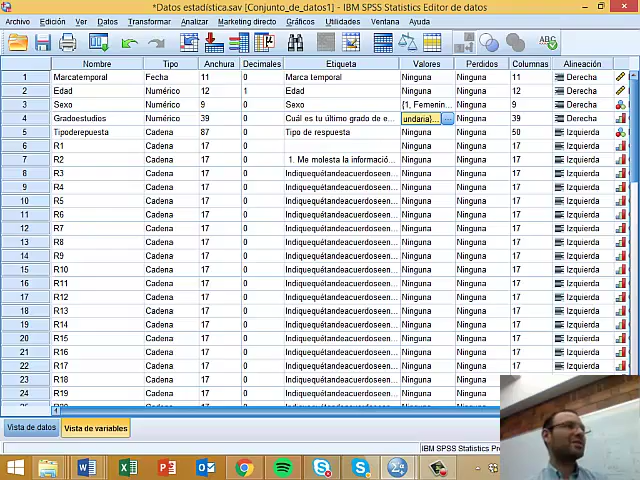 *Datos estadística.sav [Conjunto_de_datos1] - IBM SPSS Statistics Editor de datos
Archivo Edición Ver Datos Transformar Analizar Marketing directo Gráficos Utilidades Ventana Ayuda
Nombre Tipo Anchura Decimales Etiqueta Valores Perdidos Columnas Alineación
1 Marcatemporal Fecha 11 0 Marca temporal Ninguna Ninguna 11 Derecha
2 Edad Numérico 12 1 Edad Ninguna Ninguna 12 Derecha
3 Sexo Numérico 9 0 Sexo {1, Femenin... Ninguna 9 Derecha
4 Gradoestudios Numérico 39 0 Cuál es tu último grado de e... undaria}... ... Ninguna 39 Derecha
5 Tipoderepuesta Cadena 87 0 Tipo de respuesta Ninguna Ninguna 50 Izquierda
6 R1 Cadena 17 0 Ninguna Ninguna 17 Izquierda
7 R2 Cadena 17 0 1. Me molesta la informació... Ninguna Ninguna 17 Izquierda
8 R3 Cadena 17 0 Indiquequétandeacuerdoseen... Ninguna Ninguna 17 Izquierda
9 R4 Cadena 17 0 Indiquequétandeacuerdoseen... Ninguna Ninguna 17 Izquierda
10 R5 Cadena 17 0 Indiquequétandeacuerdoseen... Ninguna Ninguna 17 Izquierda
11 R6 Cadena 17 0 Indiquequétandeacuerdoseen... Ninguna Ninguna 17 Izquierda
12 R7 Cadena 17 0 Indiquequétandeacuerdoseen... Ninguna Ninguna 17 Izquierda
13 R8 Cadena 17 0 Indiquequétandeacuerdoseen... Ninguna Ninguna 17 Izquierda
14 R9 Cadena 17 0 Indiquequétandeacuerdoseen... Ninguna Ninguna 17 Izquierda
15 R10 Cadena 17 0 Indiquequétandeacuerdoseen... Ninguna Ninguna 17 Izquierda
16 R11 Cadena 17 0 Indiquequétandeacuerdoseen... Ninguna Ninguna 17 Izquierda
17 R12 Cadena 17 0 Indiquequétandeacuerdoseen... Ninguna Ninguna 17 Izquierda
18 R13 Cadena 17 0 Indiquequétandeacuerdoseen... Ninguna Ninguna 17 Izquierda
19 R14 Cadena 17 0 Indiquequétandeacuerdoseen... Ninguna Ninguna 17 Izquierda
20 R15 Cadena 17 0 Indiquequétandeacuerdoseen... Ninguna Ninguna 17 Izquierda
21 R16 Cadena 17 0 Indiquequétandeacuerdoseen... Ninguna Ninguna 17 Izquierda
22 R17 Cadena 17 0 Indiquequétandeacuerdoseen... Ninguna Ninguna 17 Izquierda
23 R18 Cadena 17 0 Indiquequétandeacuerdoseen... Ninguna Ninguna
24 R19 Cadena 17 0 Indiquequétandeacuerdoseen... Ninguna Ninguna
Vista de datos Vista de variables
IBM SPSS Statistics Pro